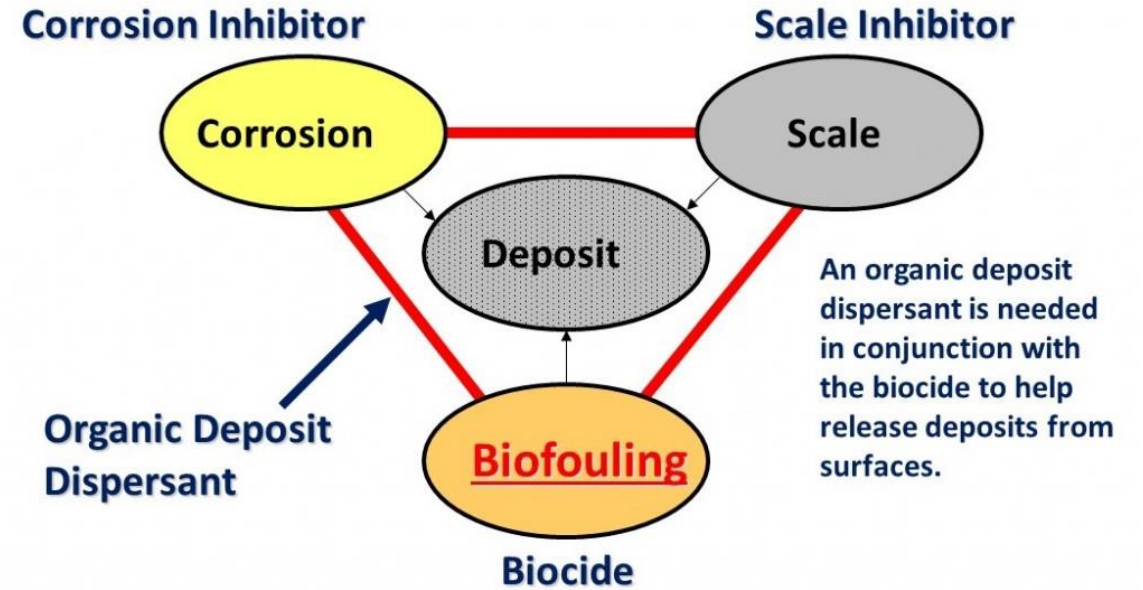 Corrosion Inhibitor
Scale Inhibitor
Corrosion
Scale
Deposit
An organic deposit
dispersant is needed
in conjunction with
the biocide to help
release deposits from
surfaces.
Organic Deposit
Dispersant
Biofouling
Biocide